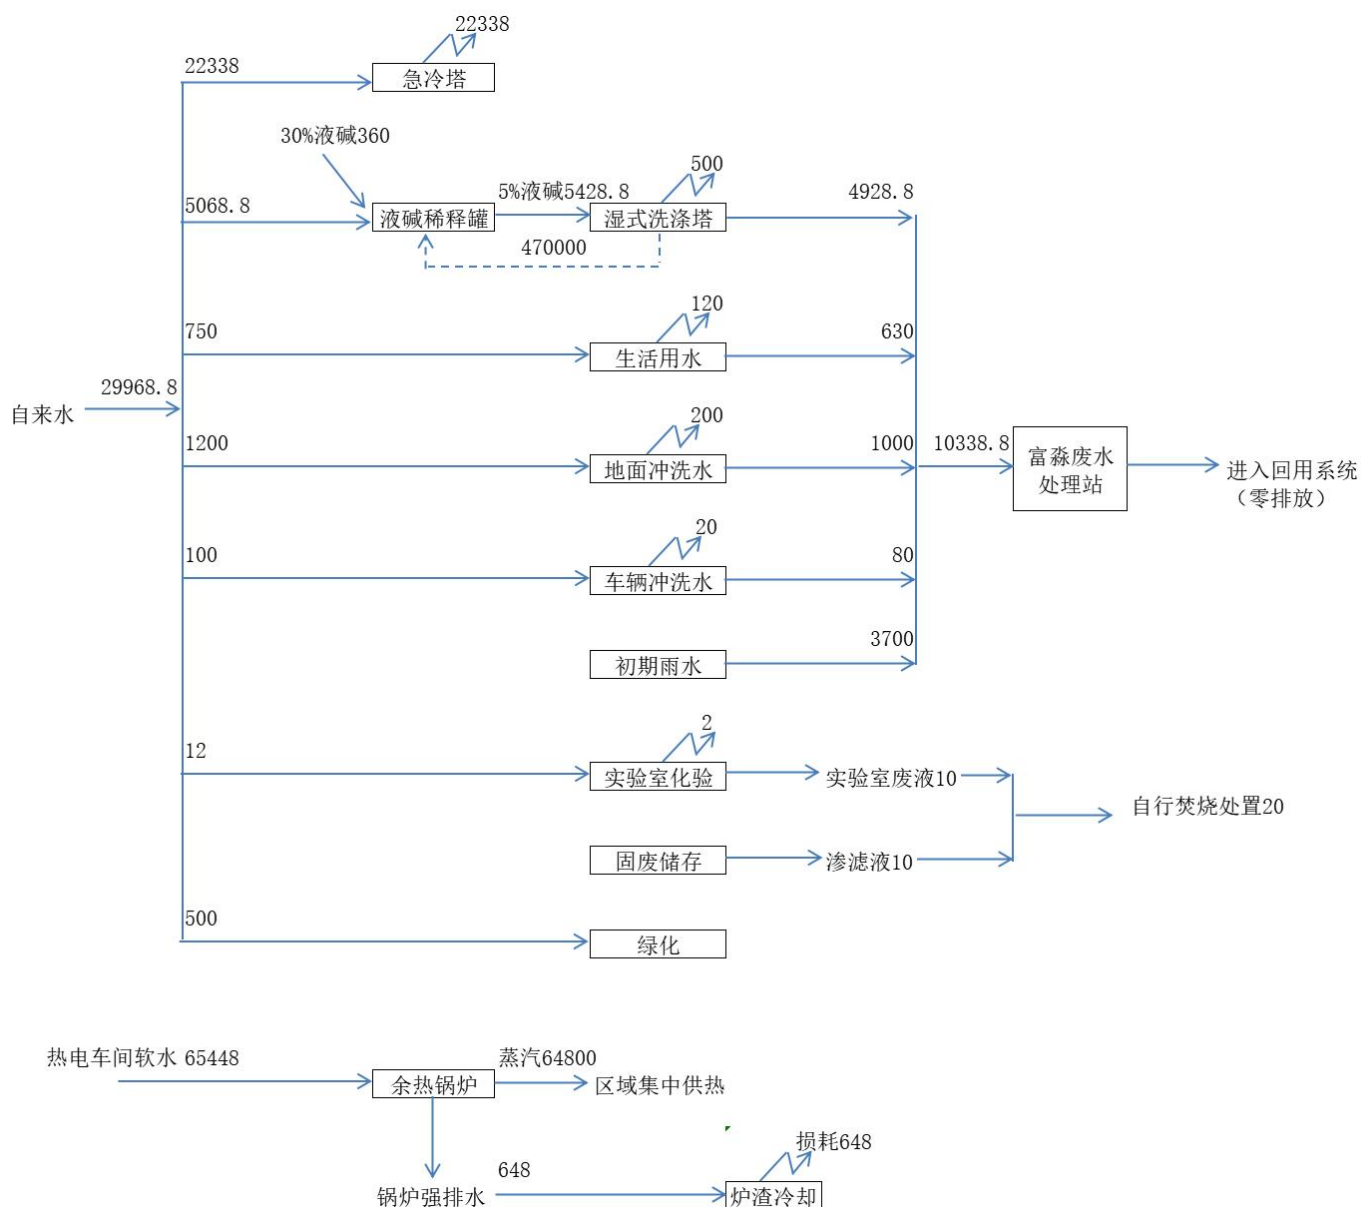 22338
22338
急冷塔
30%液碱360
500
5068.8
5%液碱5428.8
4928.8
液碱稀释罐
湿式洗涤塔
470000
120
750
630
生活用水
29968.8
自来水
200
1200
1000
10338.8
地面冲洗水
富淼废水
处理站
进入回用系统
（零排放）
20
100
80
车辆冲洗水
3700
初期雨水
2
12
实验室化验
实验室废液10
自行焚烧处置20
固废储存
渗滤液10
500
绿化
热电车间软水 65448
蒸汽64800
余热锅炉
区域集中供热
损耗648
648
锅炉强排水
炉渣冷却